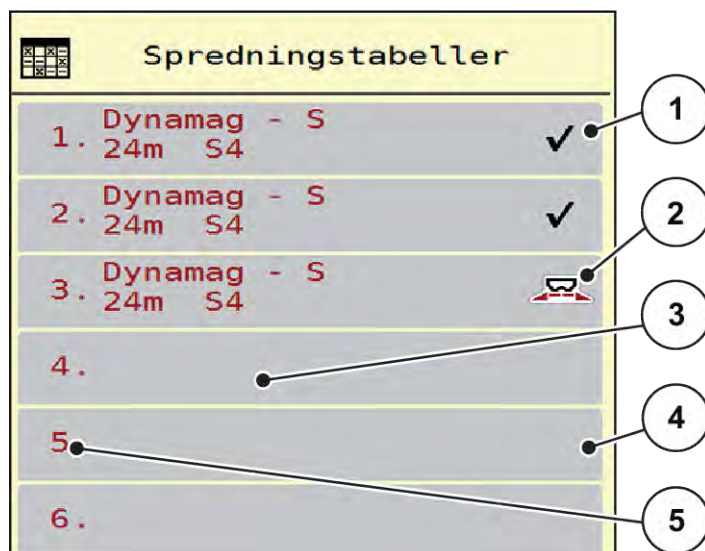 Spredningstabeller
1. Dynamag - S
24m S4
2. Dynamag - S
24m S4
3. Dynamag - S
24m S4
4.
5.
6.
1
2
3
4
5